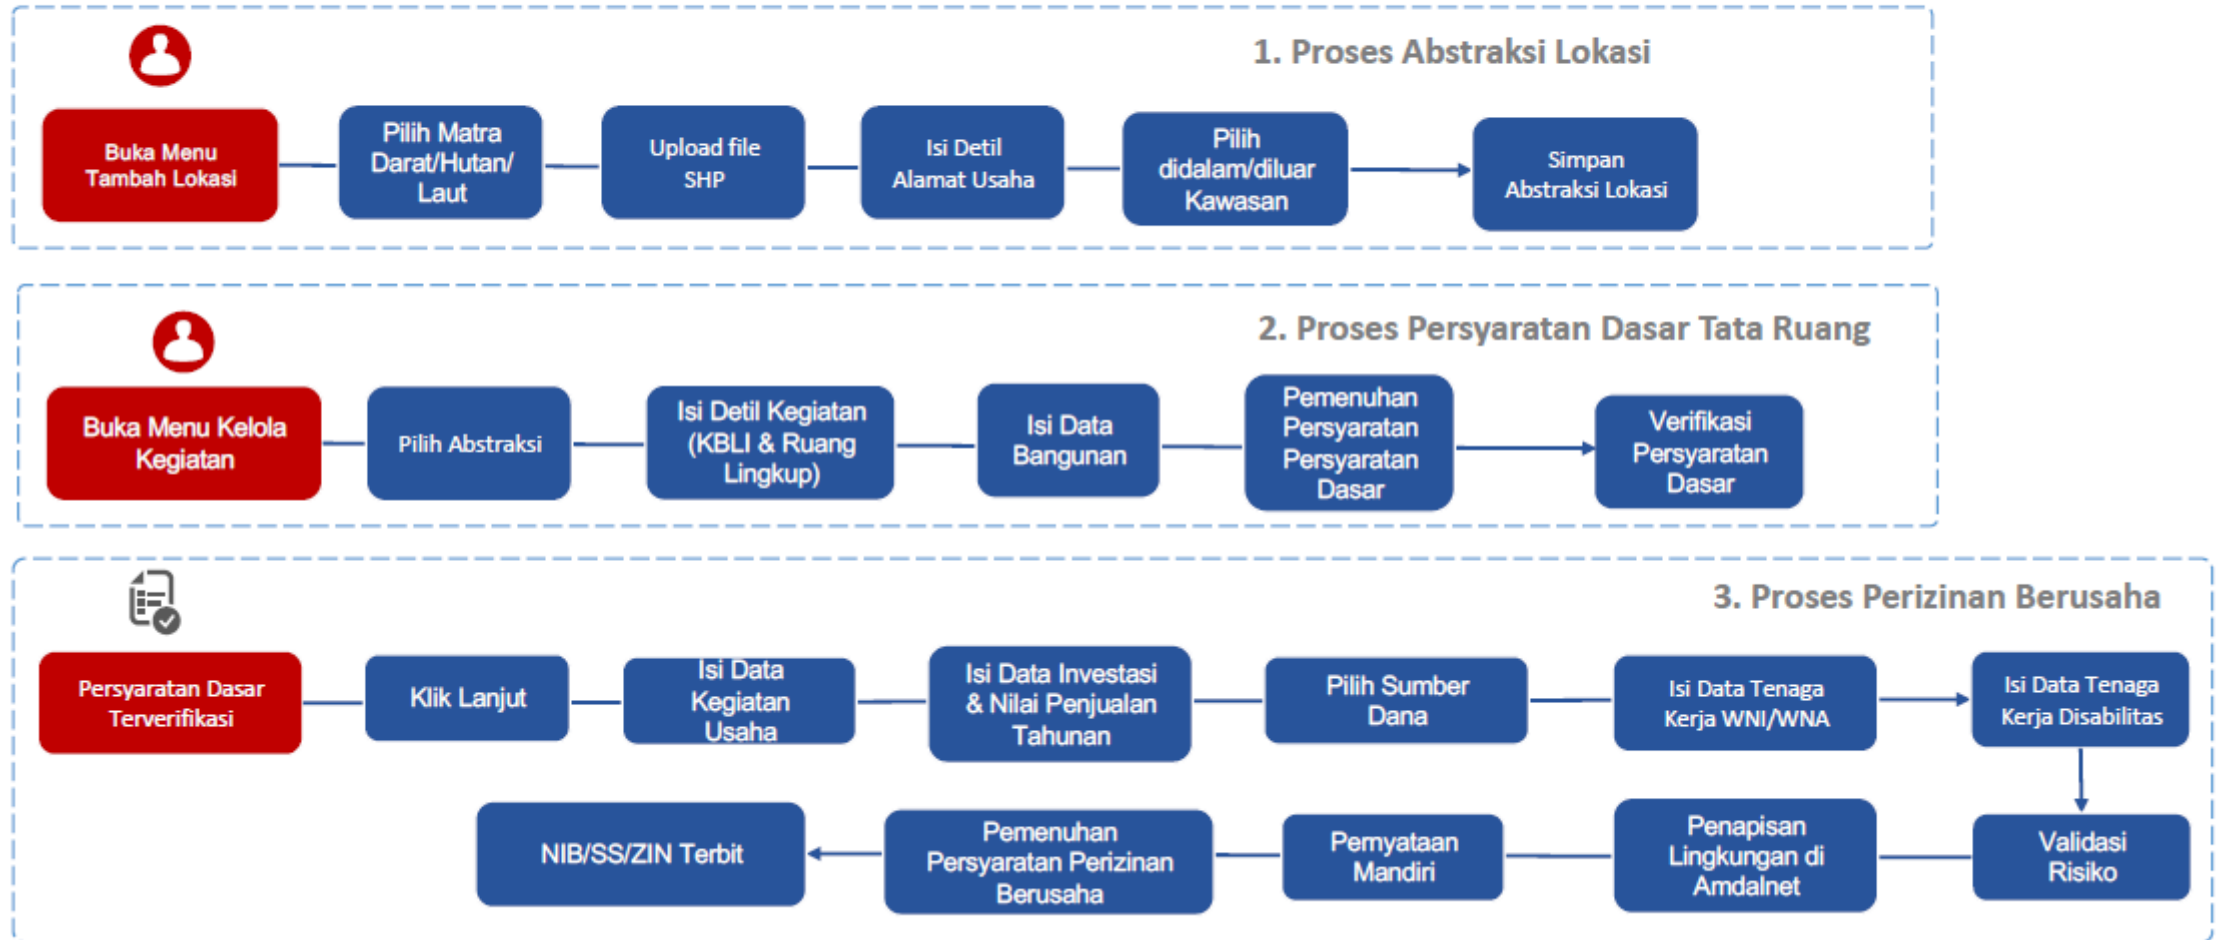 1. Proses Abstraksi Lokasi
Buka Menu
Tambah Lokasi
Pilih Matra
Darat/Hutan/
Laut
Upload file
SHP
Isi Detil
Alamat Usaha
Pilih
didalam/diluar
Kawasan
Simpan
Abstraksi Lokasi
2. Proses Persyaratan Dasar Tata Ruang
Buka Menu Kelola
Kegiatan
Pilih Abstraksi
Isi Detil Kegiatan
(KBLI & Ruang
Lingkup)
Isi Data
Bangunan
Pemenuhan
Persyaratan
Persyaratan
Dasar
Verifikasi
Persyaratan
Dasar
3. Proses Perizinan Berusaha
Persyaratan Dasar
Terverifikasi
Klik Lanjut
Isi Data
Kegiatan
Usaha
Isi Data Investasi
& Nilai Penjualan
Tahunan
Pilih Sumber
Dana
Isi Data Tenaga
Kerja WNI/WNA
Isi Data Tenaga
Kerja Disabilitas
Validasi
Risiko
Penapisan
Lingkungan di
Amdalnet
Pernyataan
Mandiri
Pemenuhan
Persyaratan Perizinan
Berusaha
NIB/SS/ZIN Terbit